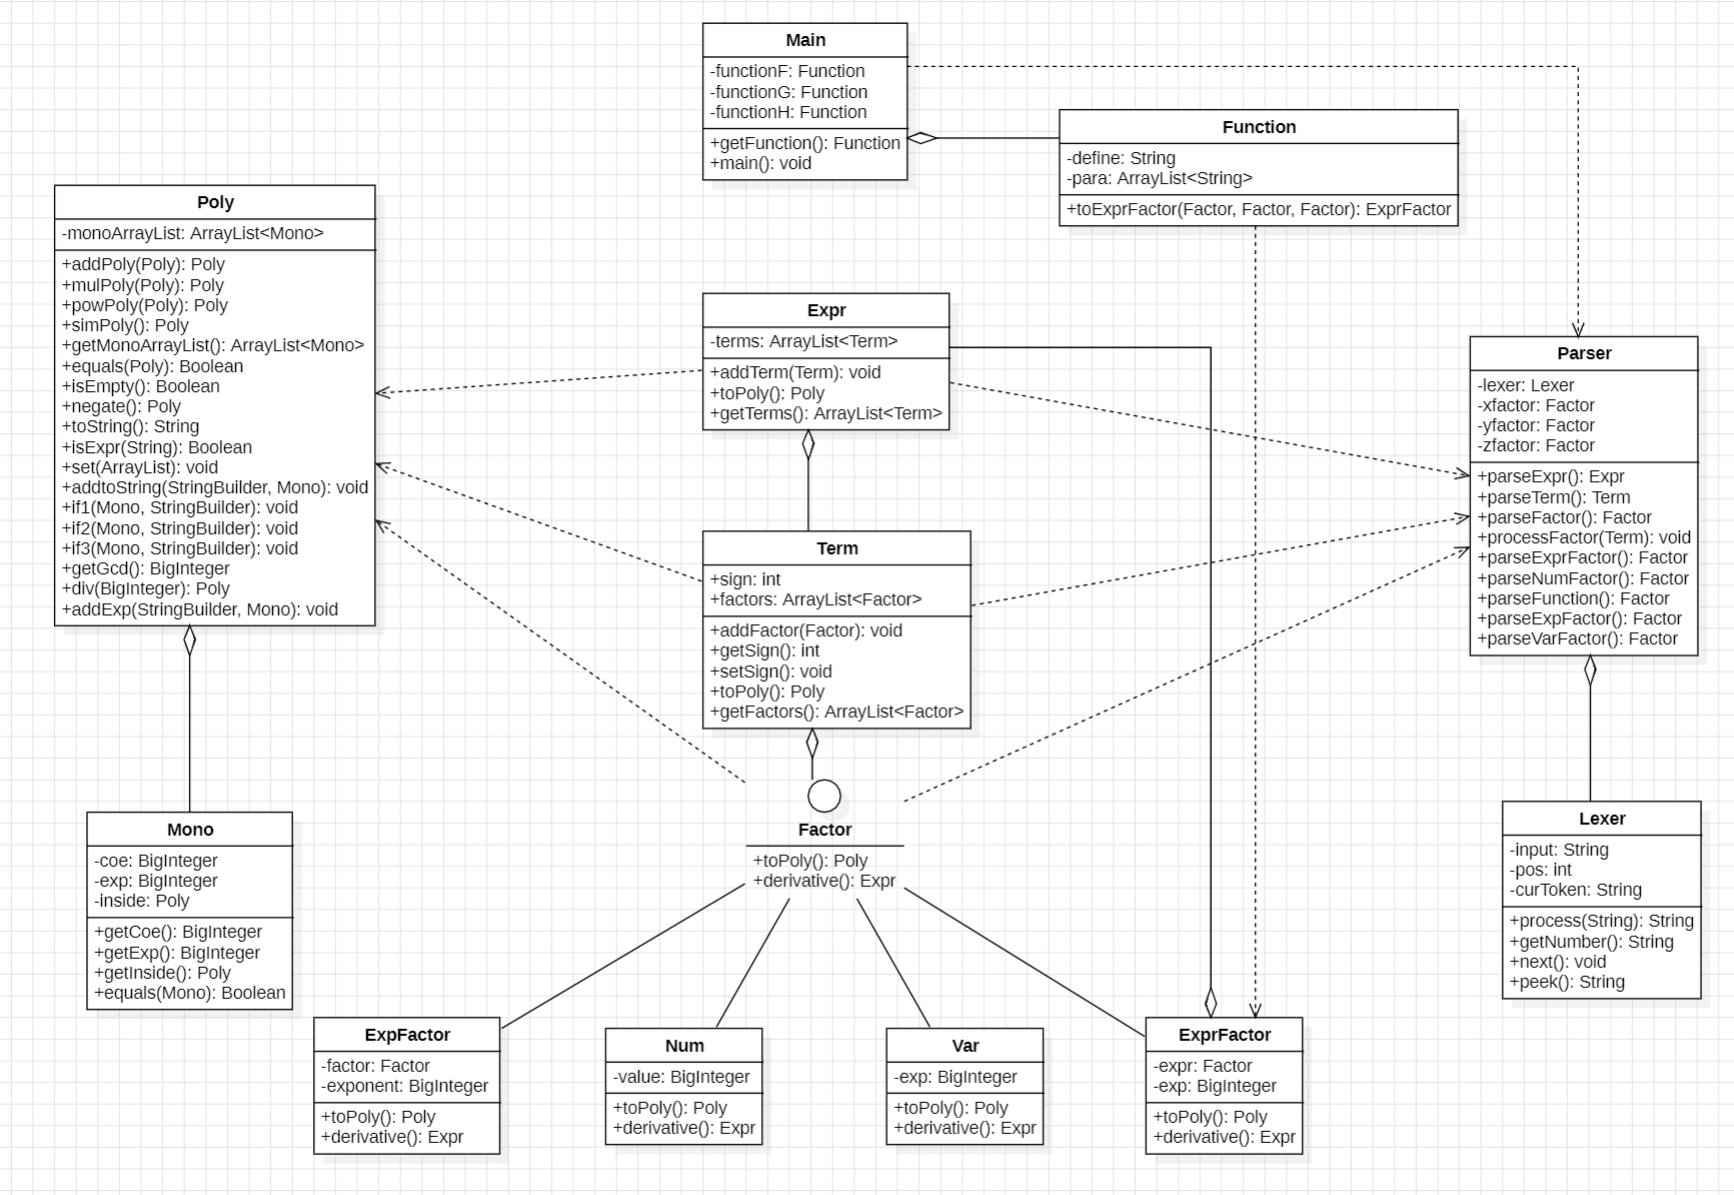 Main
-functionF: Function
-functionG: Function
-functionH: Function
+getFunction(): Function
+main(): void
Function
-define: String
-para: ArrayList<String>
+toExprFactor(Factor, Factor, Factor): ExprFactor
Poly
-monoArrayList: ArrayList<Mono>
+addPoly(Poly): Poly
+mulPoly(Poly): Poly
+powPoly(Poly): Poly
+simPoly(): Poly
+getMonoArrayList(): ArrayList<Mono>
+equals(Poly): Boolean
+isEmpty(): Boolean
+negate(): Poly
+toString(): String
+isExpr(String): Boolean
+set(ArrayList): void
+addtoString(StringBuilder, Mono): void
+if1(Mono, StringBuilder): void
+if2(Mono, StringBuilder): void
+if3(Mono, StringBuilder): void
+getGcd(): BigInteger
+div(BigInteger): Poly
+addExp(StringBuilder, Mono): void
Expr
-terms: ArrayList<Term>
+addTerm(Term): void
+toPoly(): Poly
+getTerms(): ArrayList<Term>
Parser
-lexer: Lexer
-xfactor: Factor
-yfactor: Factor
-zfactor: Factor
+parseExpr(): Expr
+parseTerm(): Term
+parseFactor(): Factor
+processFactor(Term): void
+parseExprFactor(): Factor
+parseNumFactor(): Factor
+parseFunction(): Factor
+parseExpFactor(): Factor
+parseVarFactor(): Factor
Term
+sign: int
+factors: ArrayList<Factor>
+addFactor(Factor): void
+getSign(): int
+setSign(): void
+toPoly(): Poly
+getFactors(): ArrayList<Factor>
Factor
+toPoly(): Poly
+derivative(): Expr
Mono
-coe: BigInteger
-exp: BigInteger
-inside: Poly
+getCoe(): BigInteger
+getExp(): BigInteger
+getInside(): Poly
+equals(Mono): Boolean
Lexer
-input: String
-pos: int
-curToken: String
+process(String): String
+getNumber(): String
+next(): void
+peek(): String
ExpFactor
-factor: Factor
-exponent: BigInteger
+toPoly(): Poly
+derivative(): Expr
Num
-value: BigInteger
+toPoly(): Poly
+derivative(): Expr
Var
-exp: BigInteger
+toPoly(): Poly
+derivative(): Expr
ExprFactor
-expr: Factor
-exp: BigInteger
+toPoly(): Poly
+derivative(): Expr